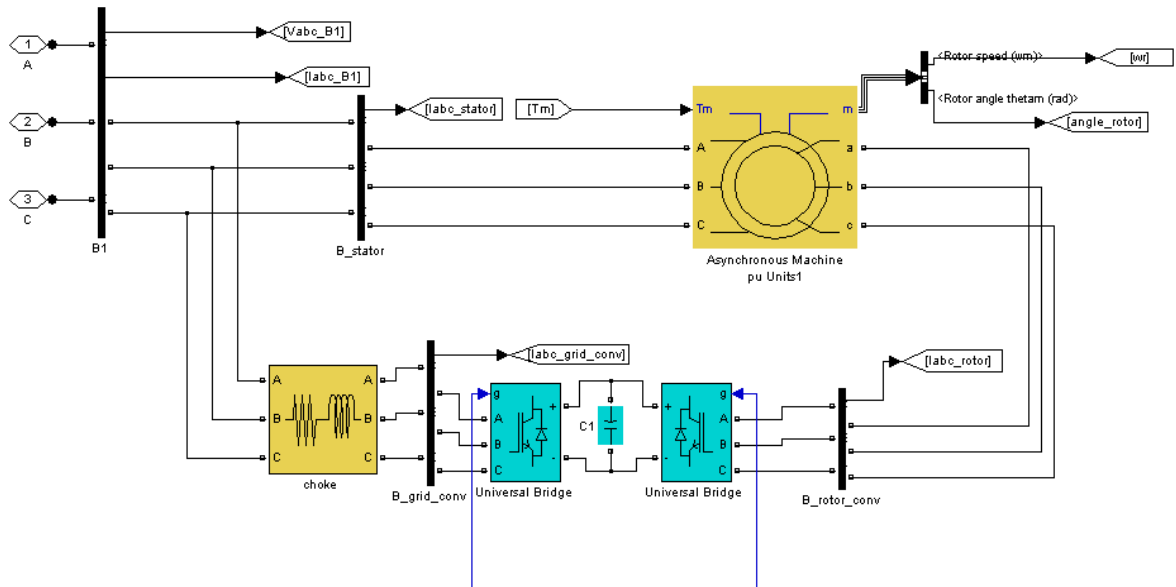 1
A
2
B
3
C
B1
[Vabc_B1]
[Iabc_B1]
[Iabc_stator]
B_stator
[Tm]
Tm
m
A
B
C
a
b
c
Asynchronous Machine
pu Units1
<Rotor speed (wm)>
[wr]
<Rotor angle thetam (rad)>
[angle_rotor]
A
B
C
A
B
C
choke
[Iabc_grid_conv]
B_grid_conv
g
A
B
C
+
-
Universal Bridge
C1
g
+
-
A
B
C
Universal Bridge
[Iabc_rotor]
B_rotor_conv